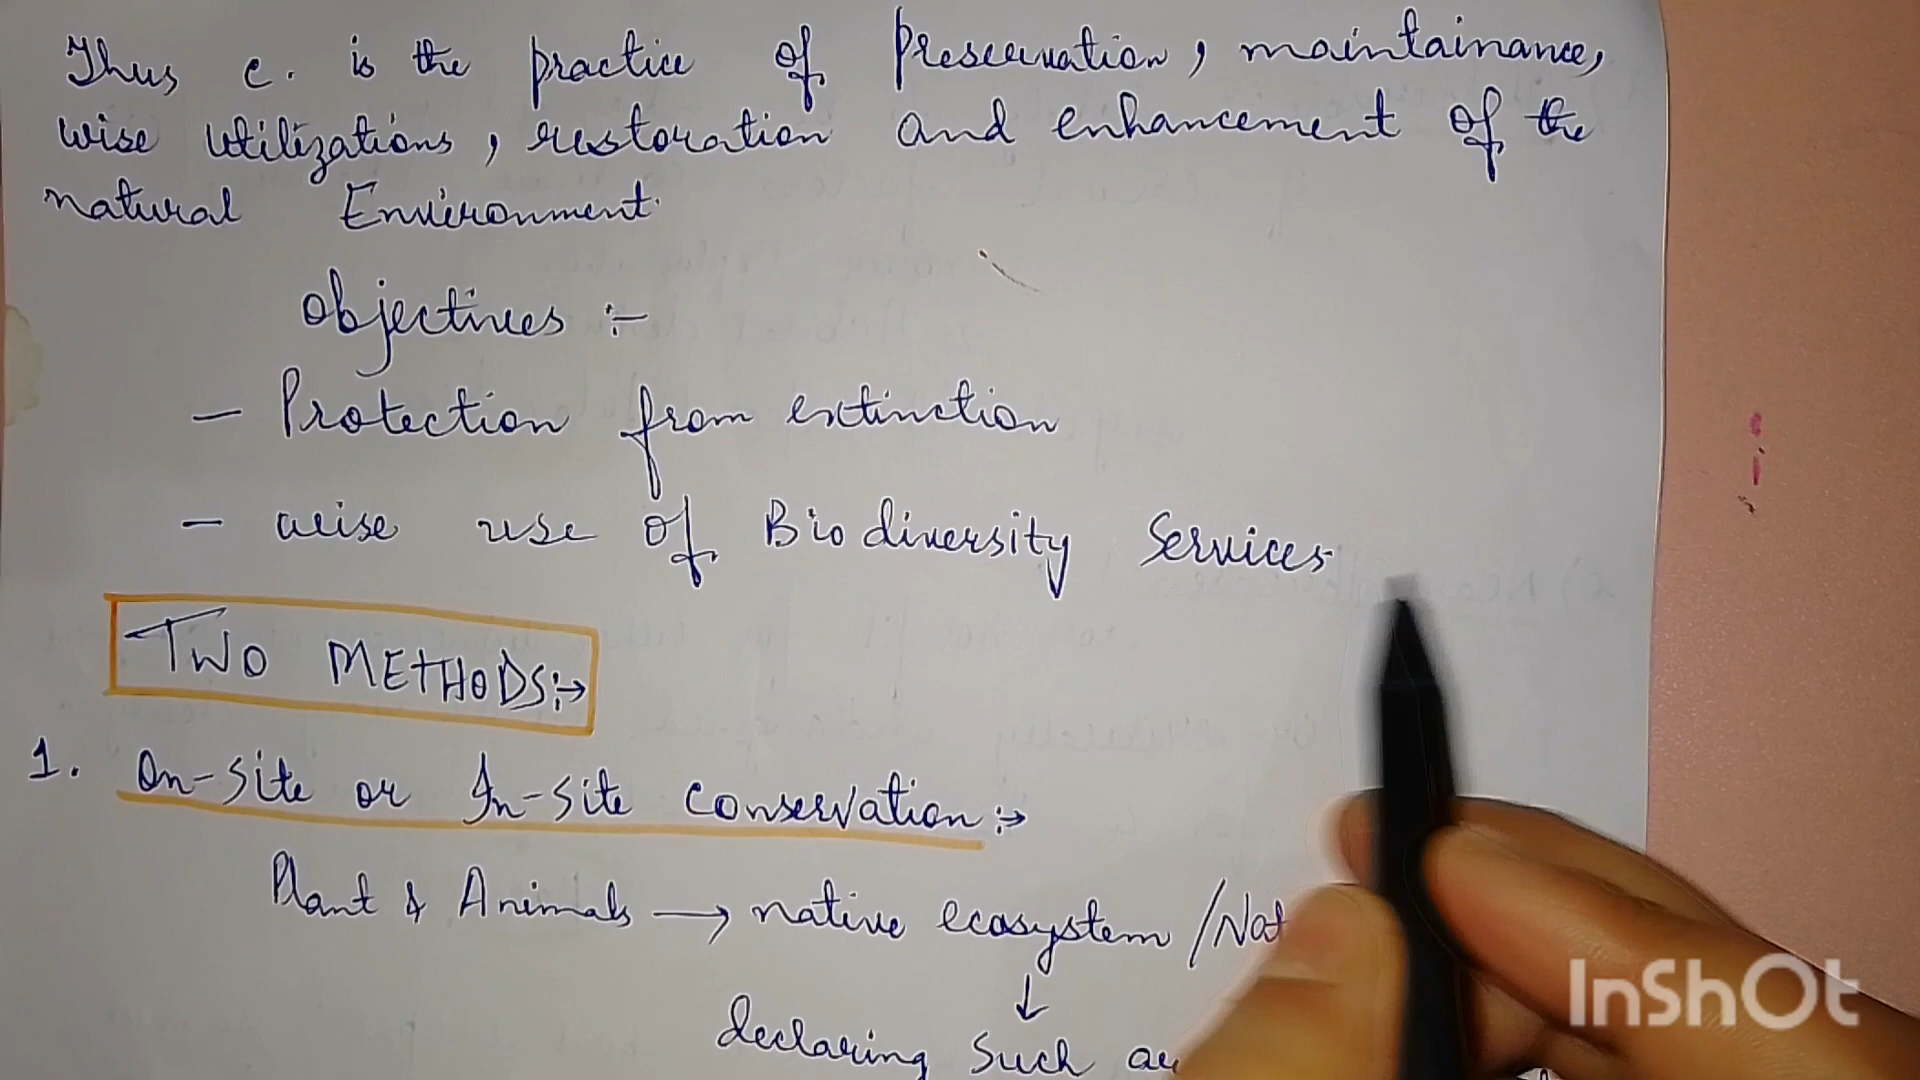 Thus c. is the practice of Preservation, maintainance,
wise utilizations, restoration and enhancement of the
natural Environment.
Objectives :-
- Protection from extinction
- wise use of Biodiversity Services.
TWO METHODS:→
1. On-site or In-site conservation :→
Plant & Animals → native ecosystem /
↓
declaring such
InShOt